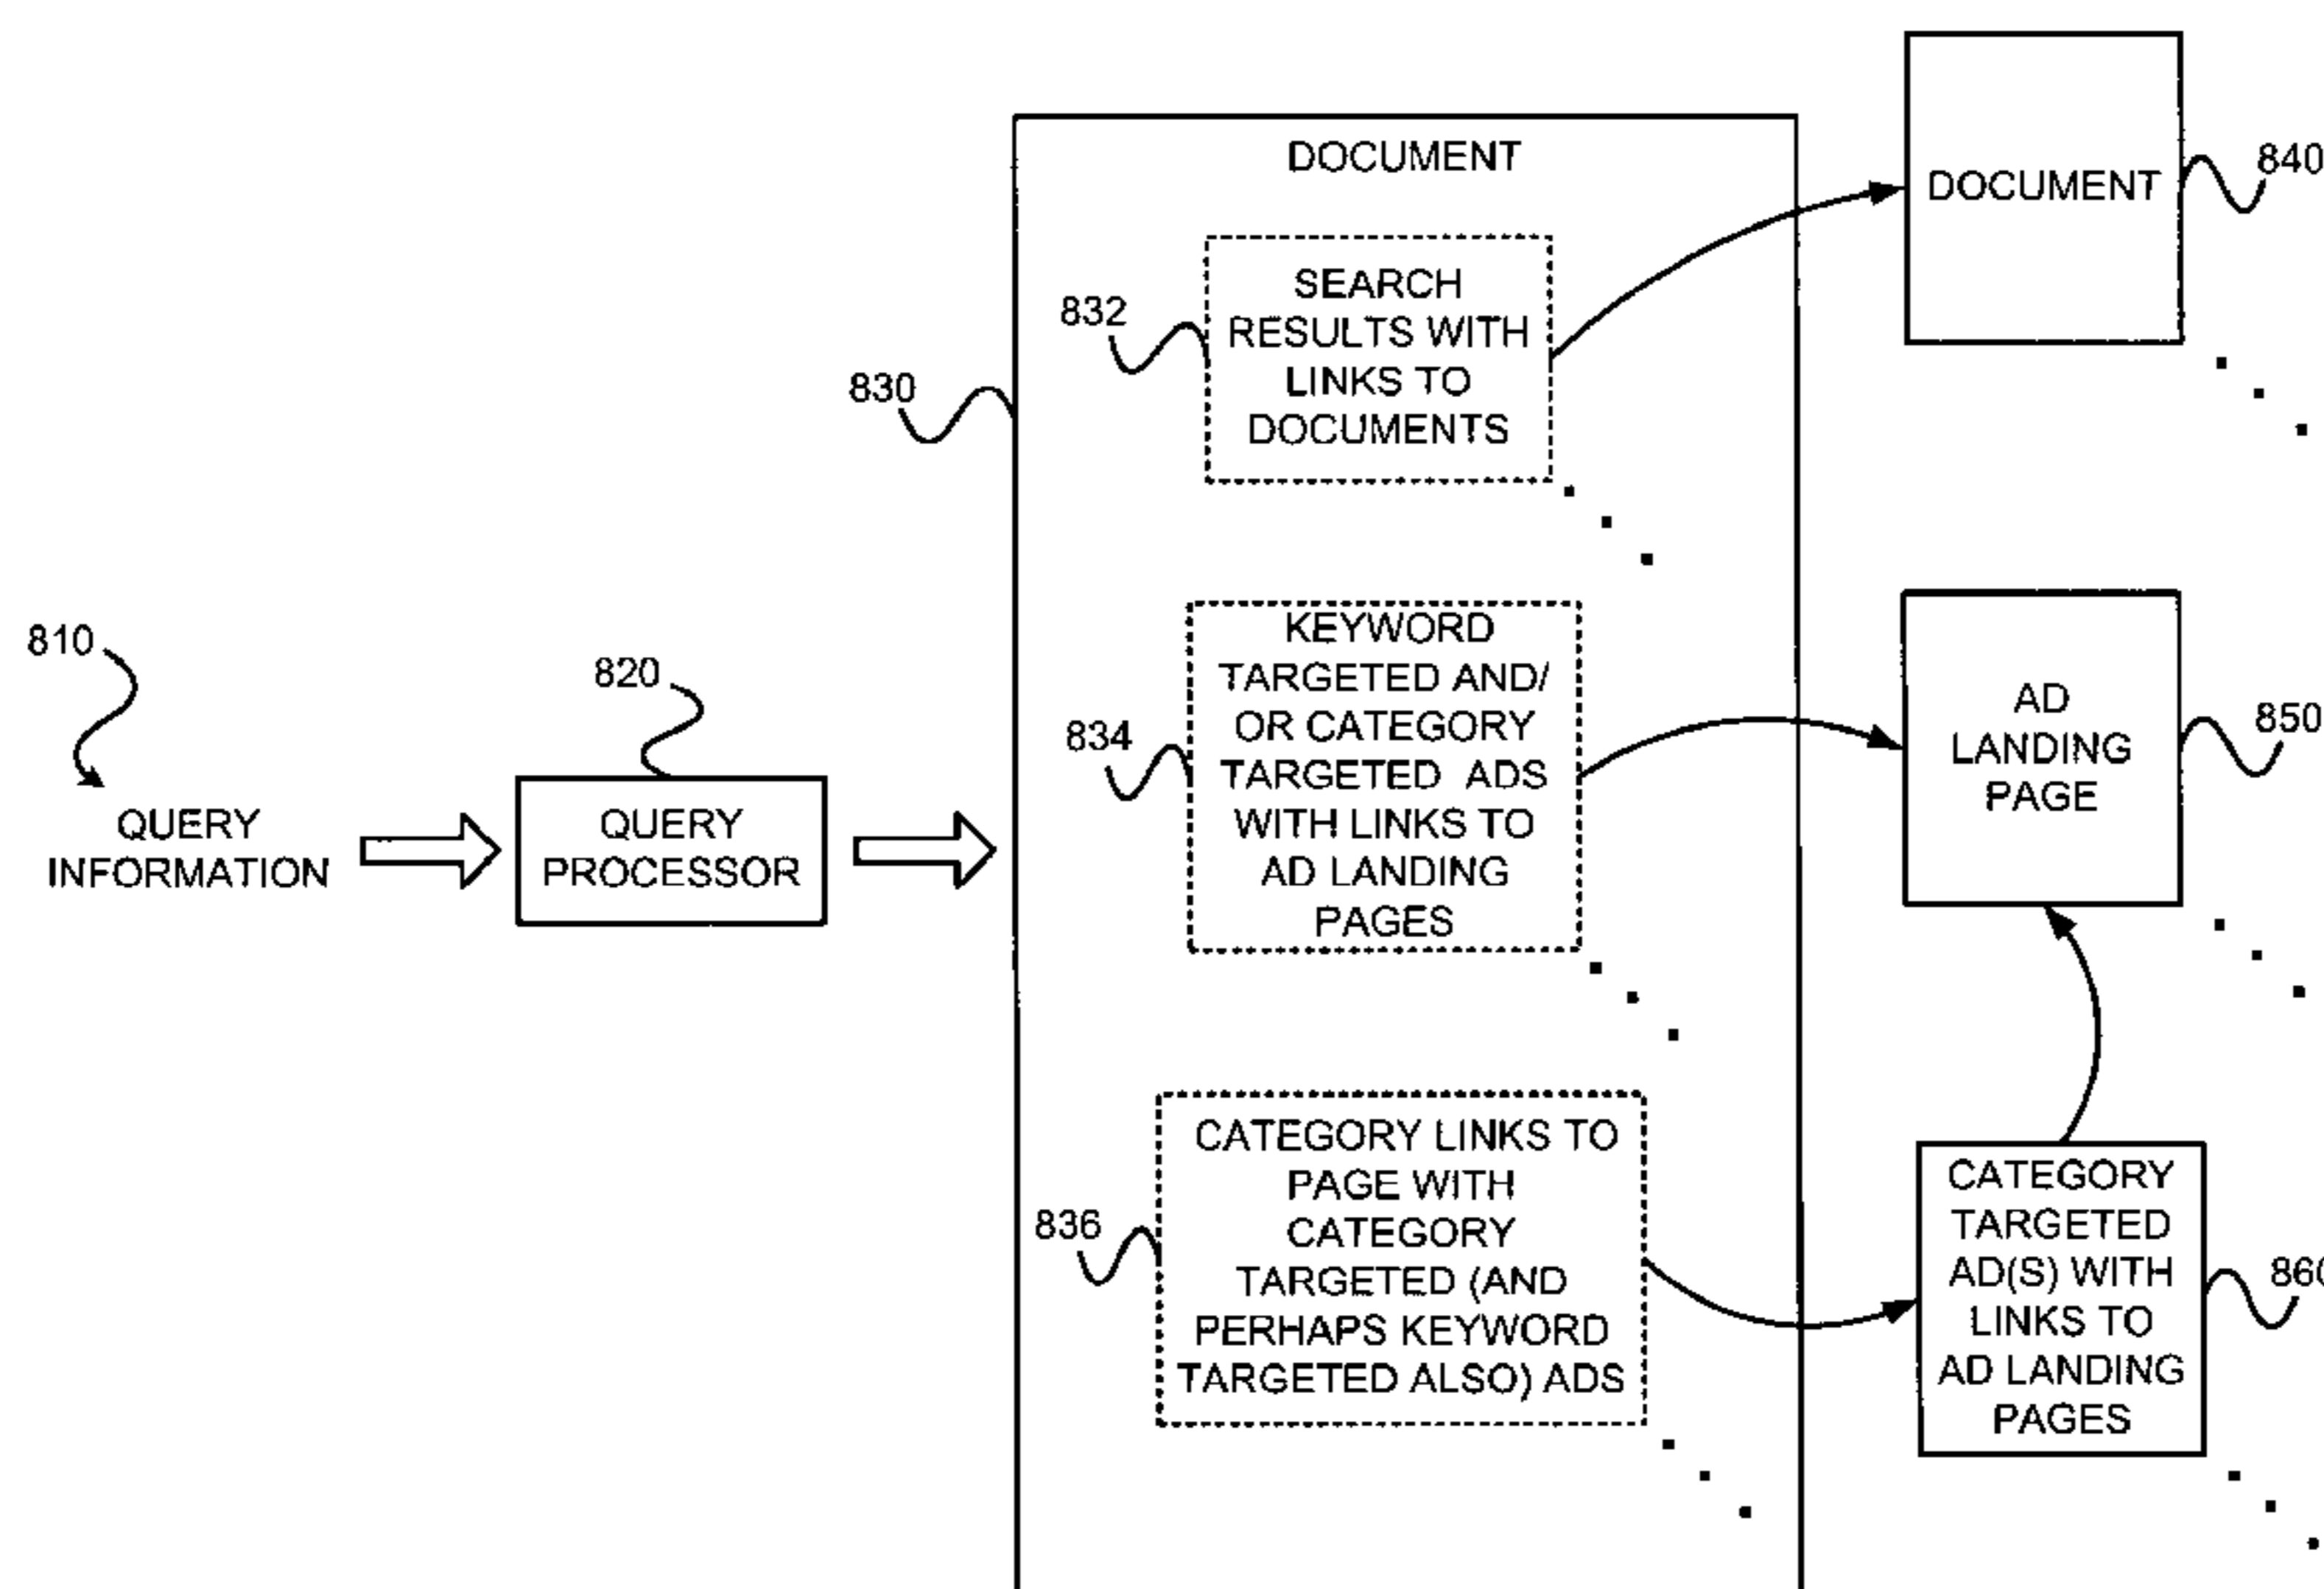 810
QUERY
INFORMATION
820
QUERY
PROCESSOR
830
DOCUMENT
832
SEARCH
RESULTS WITH
LINKS TO
DOCUMENTS
834
KEYWORD
TARGETED AND/
OR CATEGORY
TARGETED ADS
WITH LINKS TO
AD LANDING
PAGES
836
CATEGORY LINKS TO
PAGE WITH
CATEGORY
TARGETED (AND
PERHAPS KEYWORD
TARGETED ALSO) ADS
DOCUMENT
840
AD
LANDING
PAGE
850
CATEGORY
TARGETED
AD(S) WITH
LINKS TO
AD LANDING
PAGES
860